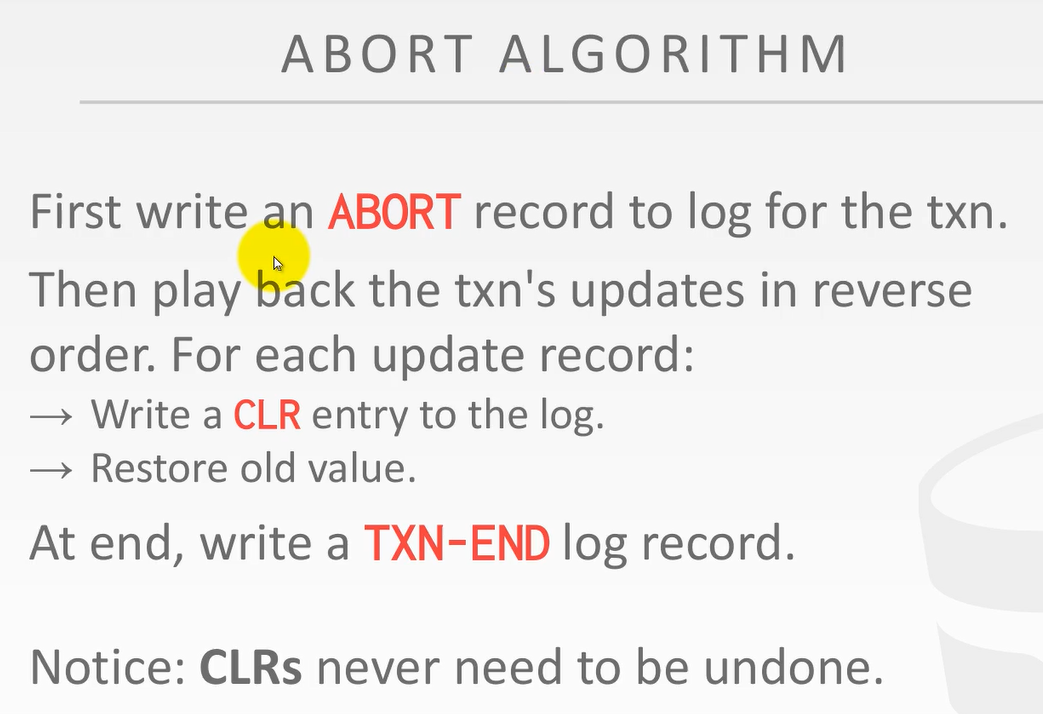 ABORT ALGORITHM
First write an ABORT record to log for the txn.
Then play back the txn's updates in reverse
order. For each update record:
→ Write a CLR entry to the log.
→ Restore old value.
At end, write a TXN-END log record.
Notice: CLRs never need to be undone.